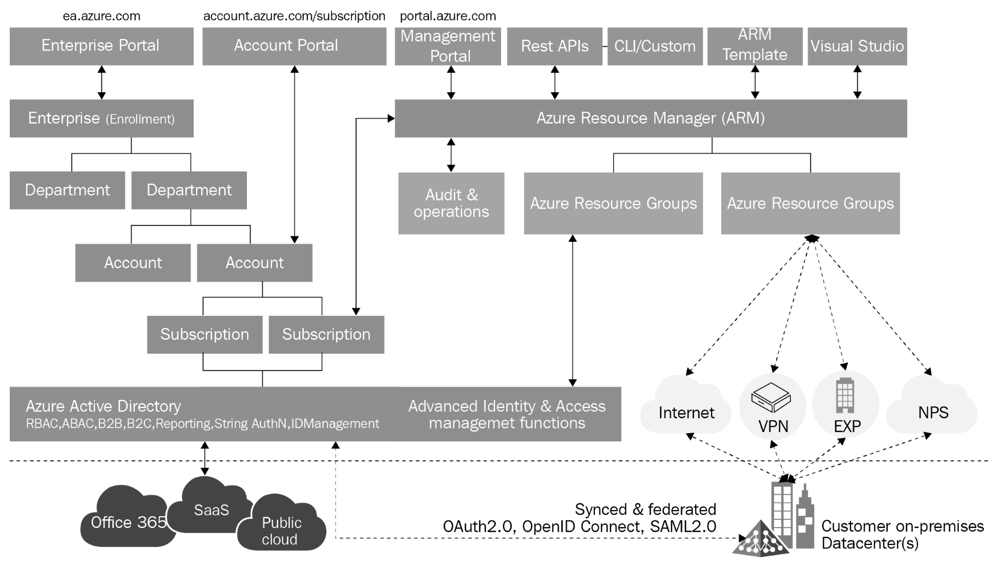 ea.azure.com
account.azure.com/subscription
portal.azure.com
Enterprise Portal
Account Portal
Management
Portal
Rest APIs
CLI/Custom
ARM
Template
Visual Studio
Enterprise (Enrollment)
Azure Resource Manager (ARM)
Department
Department
Audit &
operations
Azure Resource Groups
Azure Resource Groups
Account
Account
Subscription
Subscription
Azure Active Directory
RBAC,ABAC,B2B,B2C,Reporting,String AuthN,IDManagement
Advanced Identity & Access
managemet functions
Internet
VPN
EXP
NPS
Office 365
SaaS
Public
cloud
Synced & federated
OAuth2.0, OpenID Connect, SAML2.0
Customer on-premises
Datacenter(s)